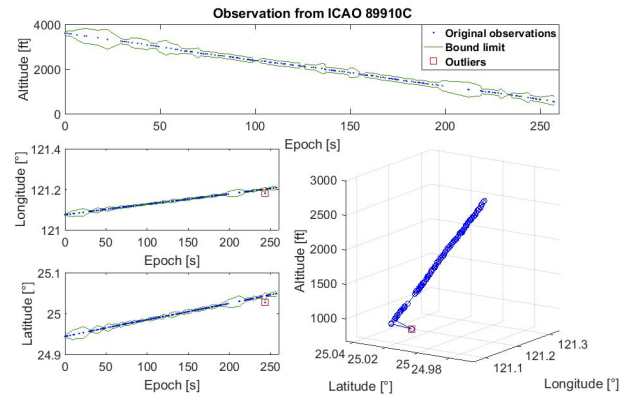 Observation from ICAO 89910C
4000
2000
0
Altitude [ft]
Original observations
Bound limit
Outliers
0 50 100 150 200 250
Epoch [s]
121.4
121.2
121
Longitude [°]
0 50 100 150 200 250
Epoch [s]
25.1
25
24.9
Latitude [°]
0 50 100 150 200 250
Epoch [s]
3000
2500
2000
1500
1000
Altitude [ft]
25.04 25.02 25 24.98
Latitude [°]
121.1 121.2 121.3
Longitude [°]